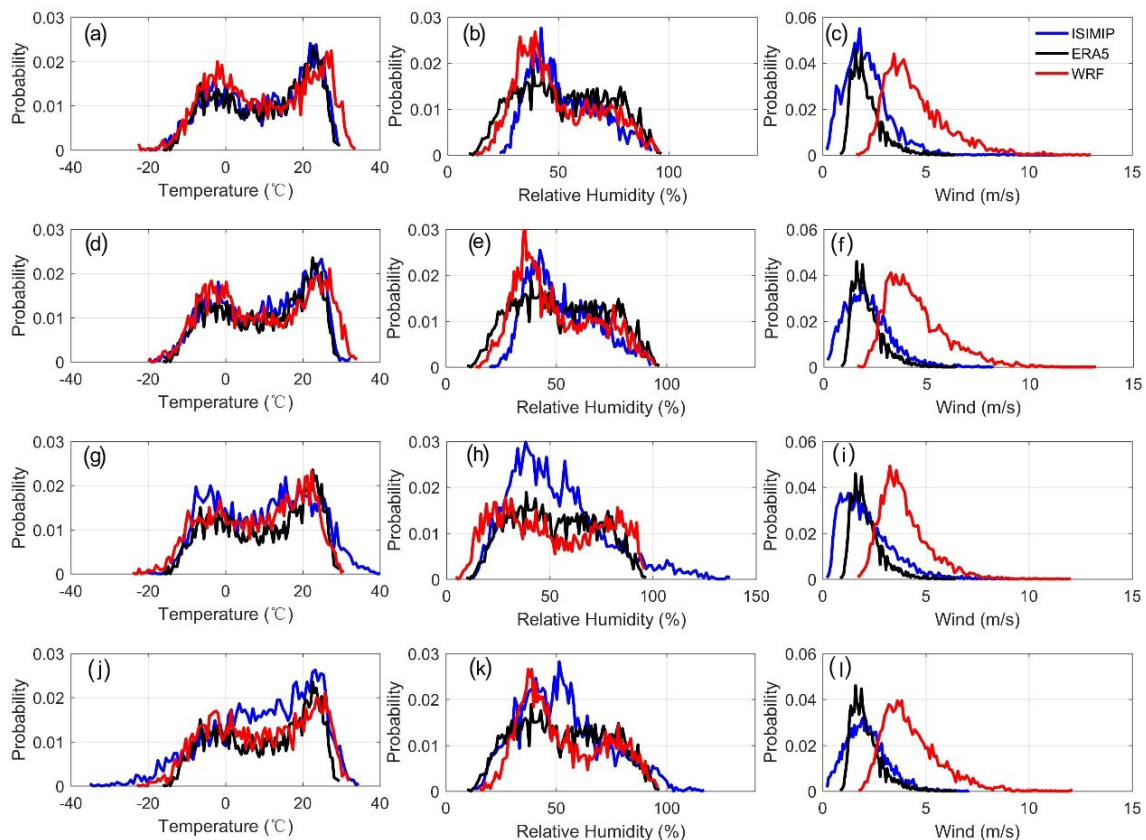 (a)
0.03
0.02
0.01
0
Probability
-40 -20 0 20 40
Temperature (℃)
(b)
0.03
0.02
0.01
0
Probability
0 50 100
Relative Humidity (%)
(c)
0.06
0.04
0.02
0
Probability
ISIMIP
ERA5
WRF
0 5 10 15
Wind (m/s)
(d)
0.03
0.02
0.01
0
Probability
-40 -20 0 20 40
Temperature (℃)
(e)
0.03
0.02
0.01
0
Probability
0 50 100
Relative Humidity (%)
(f)
0.06
0.04
0.02
0
Probability
0 5 10 15
Wind (m/s)
(g)
0.03
0.02
0.01
0
Probability
-40 -20 0 20 40
Temperature (℃)
(h)
0.03
0.02
0.01
0
Probability
0 50 100 150
Relative Humidity (%)
(i)
0.06
0.04
0.02
0
Probability
0 5 10 15
Wind (m/s)
(j)
0.03
0.02
0.01
0
Probability
-40 -20 0 20 40
Temperature (℃)
(k)
0.03
0.02
0.01
0
Probability
0 50 100
Relative Humidity (%)
(l)
0.06
0.04
0.02
0
Probability
0 5 10 15
Wind (m/s)